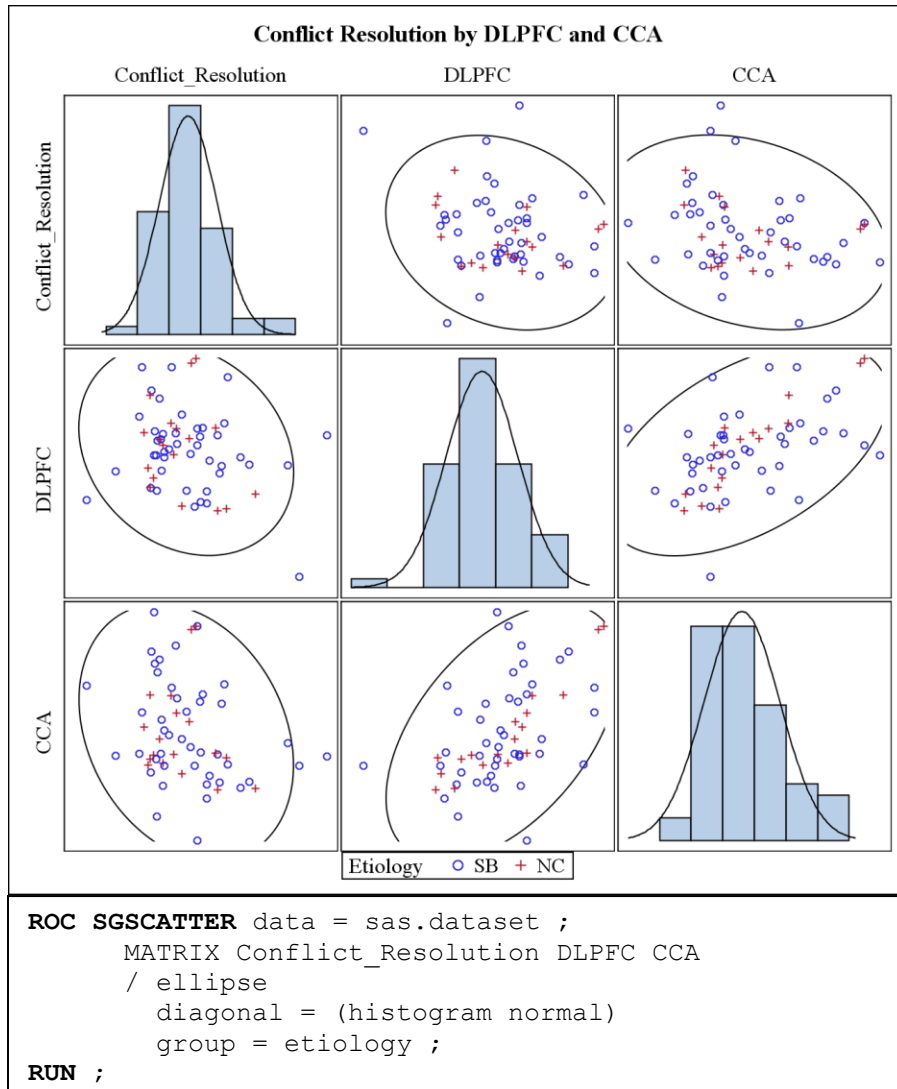 Conflict Resolution by DLPFC and CCA
Conflict_Resolution DLPFC CCA
Conflict_Resolution
DLPFC
CCA
Etiology SB NC
ROC SGSCATTER data = sas.dataset ;
MATRIX Conflict_Resolution DLPFC CCA
/ ellipse
diagonal = (histogram normal)
group = etiology ;
RUN ;